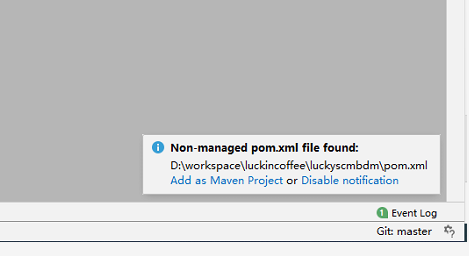 Non-managed pom.xml file found:
D:\workspace\luckincoffee\luckyscmbdm\pom.xml
Add as Maven Project or Disable notification
1 Event Log
Git: master